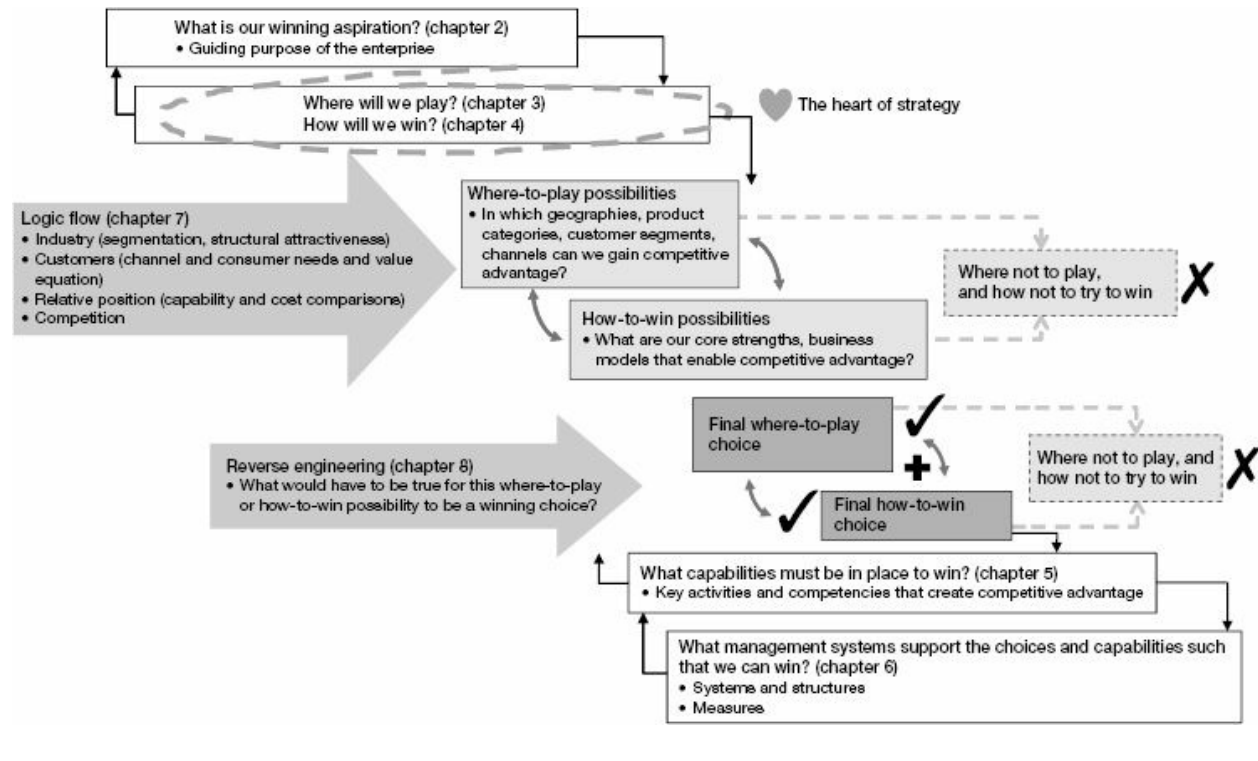 What is our winning aspiration? (chapter 2)
• Guiding purpose of the enterprise
Where will we play? (chapter 3)
How will we win? (chapter 4)
The heart of strategy
Logic flow (chapter 7)
• Industry (segmentation, structural attractiveness)
• Customers (channel and consumer needs and value
equation)
• Relative position (capability and cost comparisons)
• Competition
Where-to-play possibilities
• In which geographies, product
categories, customer segments,
channels can we gain competitive
advantage?
Where not to play,
and how not to try to win
How-to-win possibilities
• What are our core strengths, business
models that enable competitive advantage?
Reverse engineering (chapter 8)
• What would have to be true for this where-to-play
or how-to-win possibility to be a winning choice?
Final where-to-play
choice
Final how-to-win
choice
Where not to play, and
how not to try to win
What capabilities must be in place to win? (chapter 5)
• Key activities and competencies that create competitive advantage
What management systems support the choices and capabilities such
that we can win? (chapter 6)
• Systems and structures
• Measures